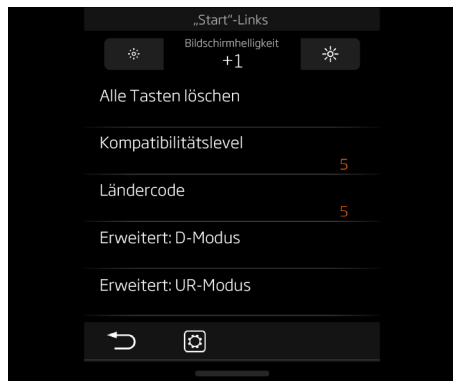 „Start“-Links
Bildschirmhelligkeit
+1
Alle Tasten löschen
Kompatibilitätslevel
5
Ländercode
5
Erweitert: D-Modus
Erweitert: UR-Modus